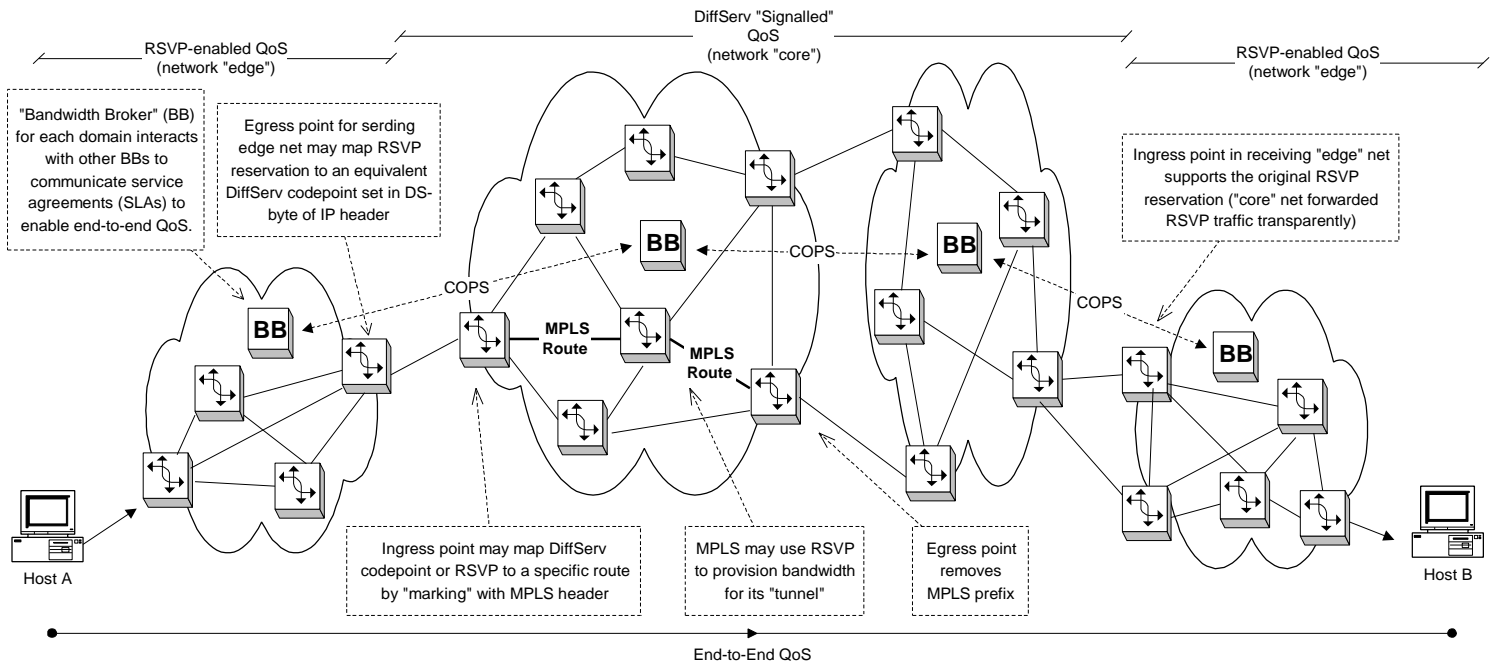 DiffServ "Signalled"
QoS
(network "core")
RSVP-enabled QoS
(network "edge")
RSVP-enabled QoS
(network "edge")
"Bandwidth Broker" (BB)
for each domain interacts
with other BBs to
communicate service
agreements (SLAs) to
enable end-to-end QoS.
Egress point for serding
edge net may map RSVP
reservation to an equivalent
DiffServ codepoint set in DS-
byte of IP header
Ingress point in receiving "edge" net
supports the original RSVP
reservation ("core" net forwarded
RSVP traffic transparently)
BB
COPS
BB
COPS
BB
COPS
BB
MPLS
Route
MPLS
Route
Host A
Host B
Ingress point may map DiffServ
codepoint or RSVP to a specific route
by "marking" with MPLS header
MPLS may use RSVP
to provision bandwidth
for its "tunnel"
Egress point
removes
MPLS prefix
End-to-End QoS